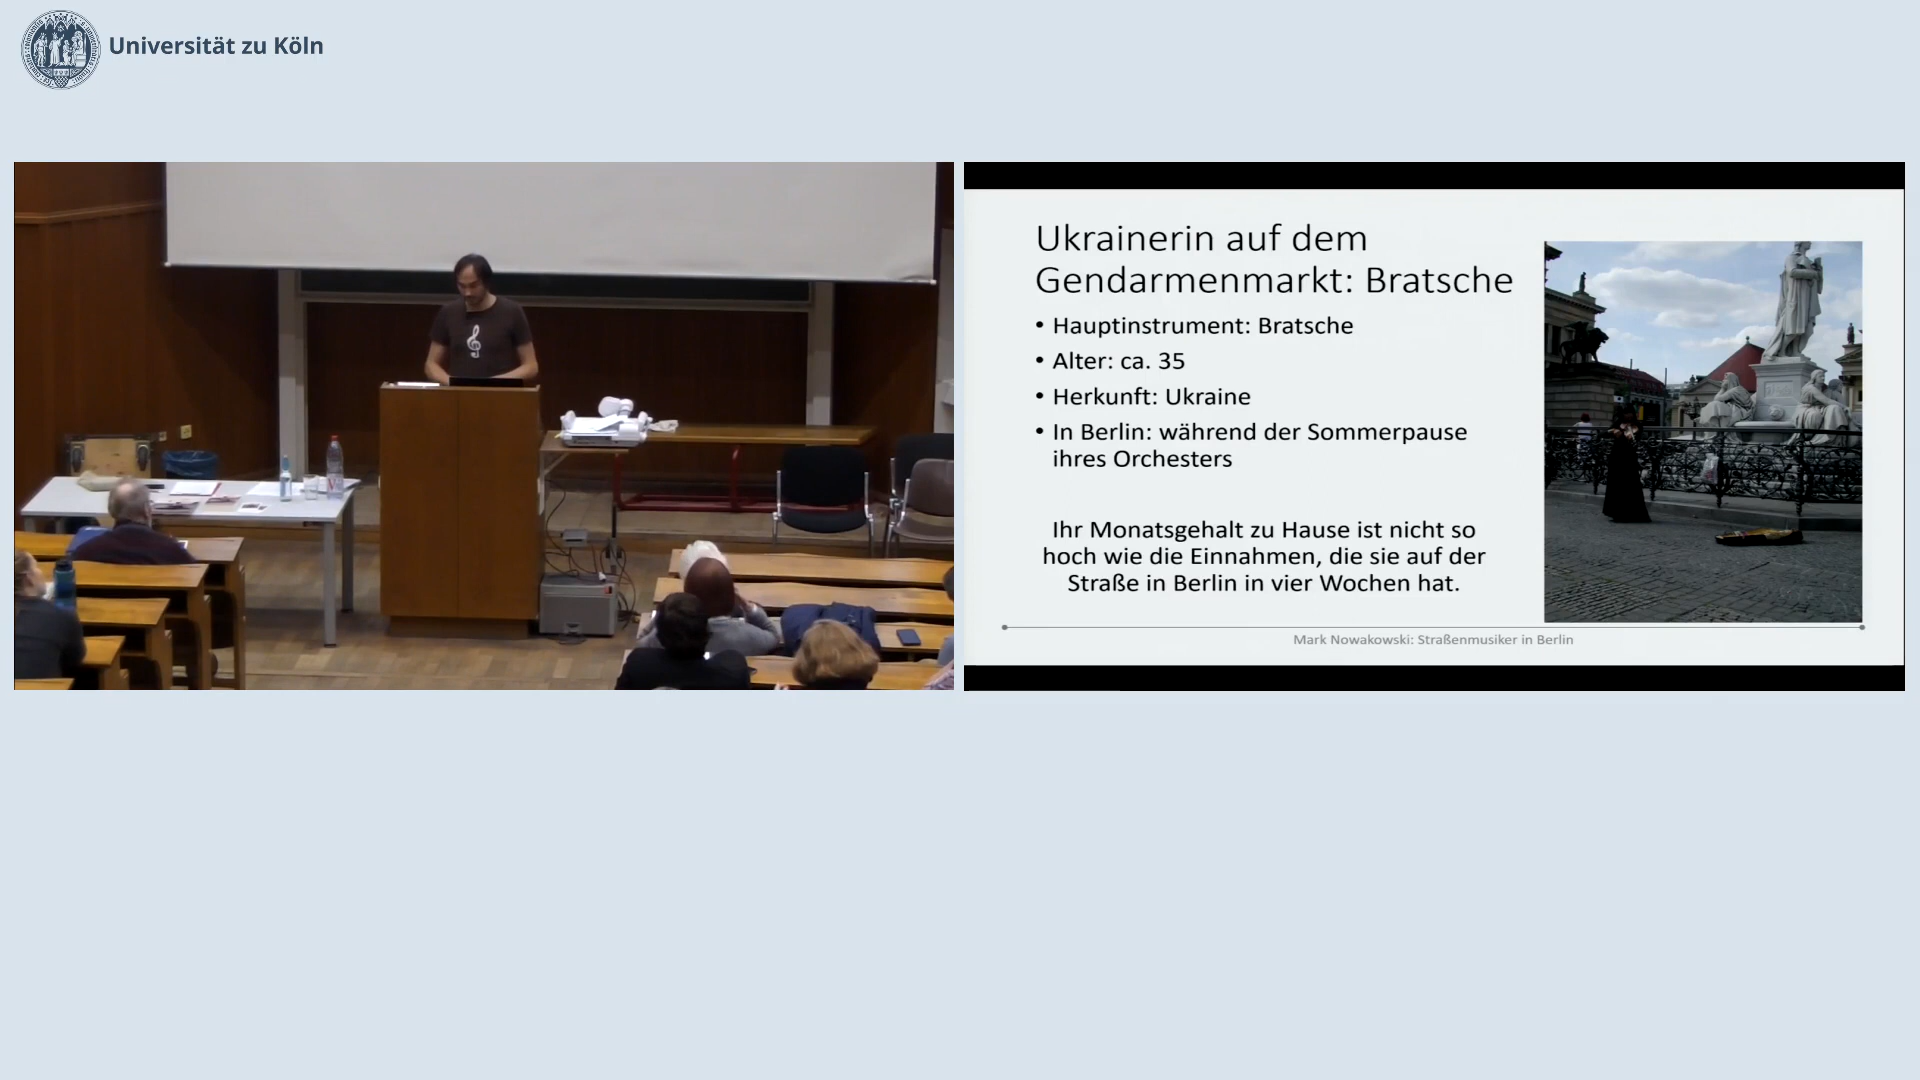 Universität zu Köln
Ukrainerin auf dem
Gendarmenmarkt: Bratsche
• Hauptinstrument: Bratsche
• Alter: ca. 35
• Herkunft: Ukraine
• In Berlin: während der Sommerpause
ihres Orchesters
Ihr Monatsgehalt zu Hause ist nicht so
hoch wie die Einnahmen, die sie auf der
Straße in Berlin in vier Wochen hat.
Mark Nowakowski: Straßenmusiker in Berlin